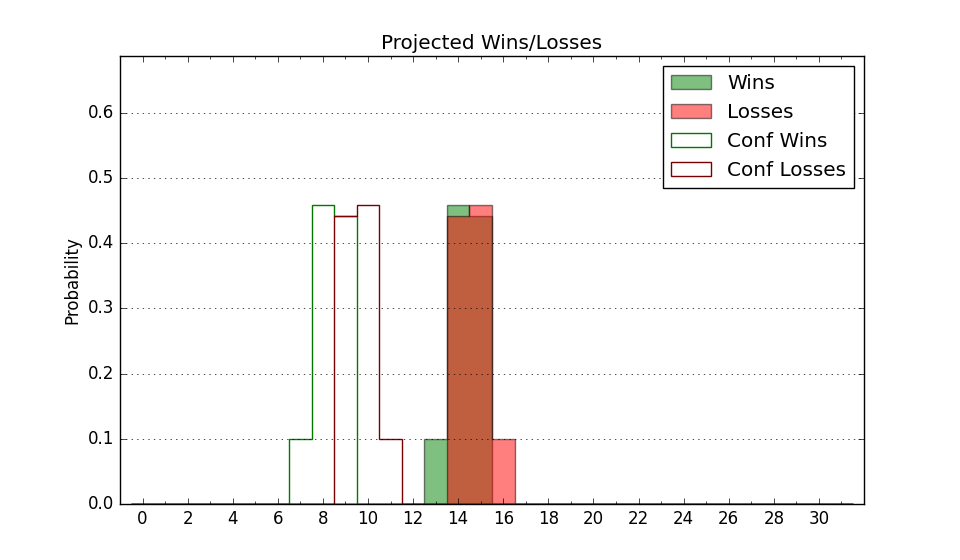 Projected Wins/Losses
Wins
Losses
Conf Wins
Conf Losses
Probability
0.6
0.5
0.4
0.3
0.2
0.1
0.0
0 2 4 6 8 10 12 14 16 18 20 22 24 26 28 30